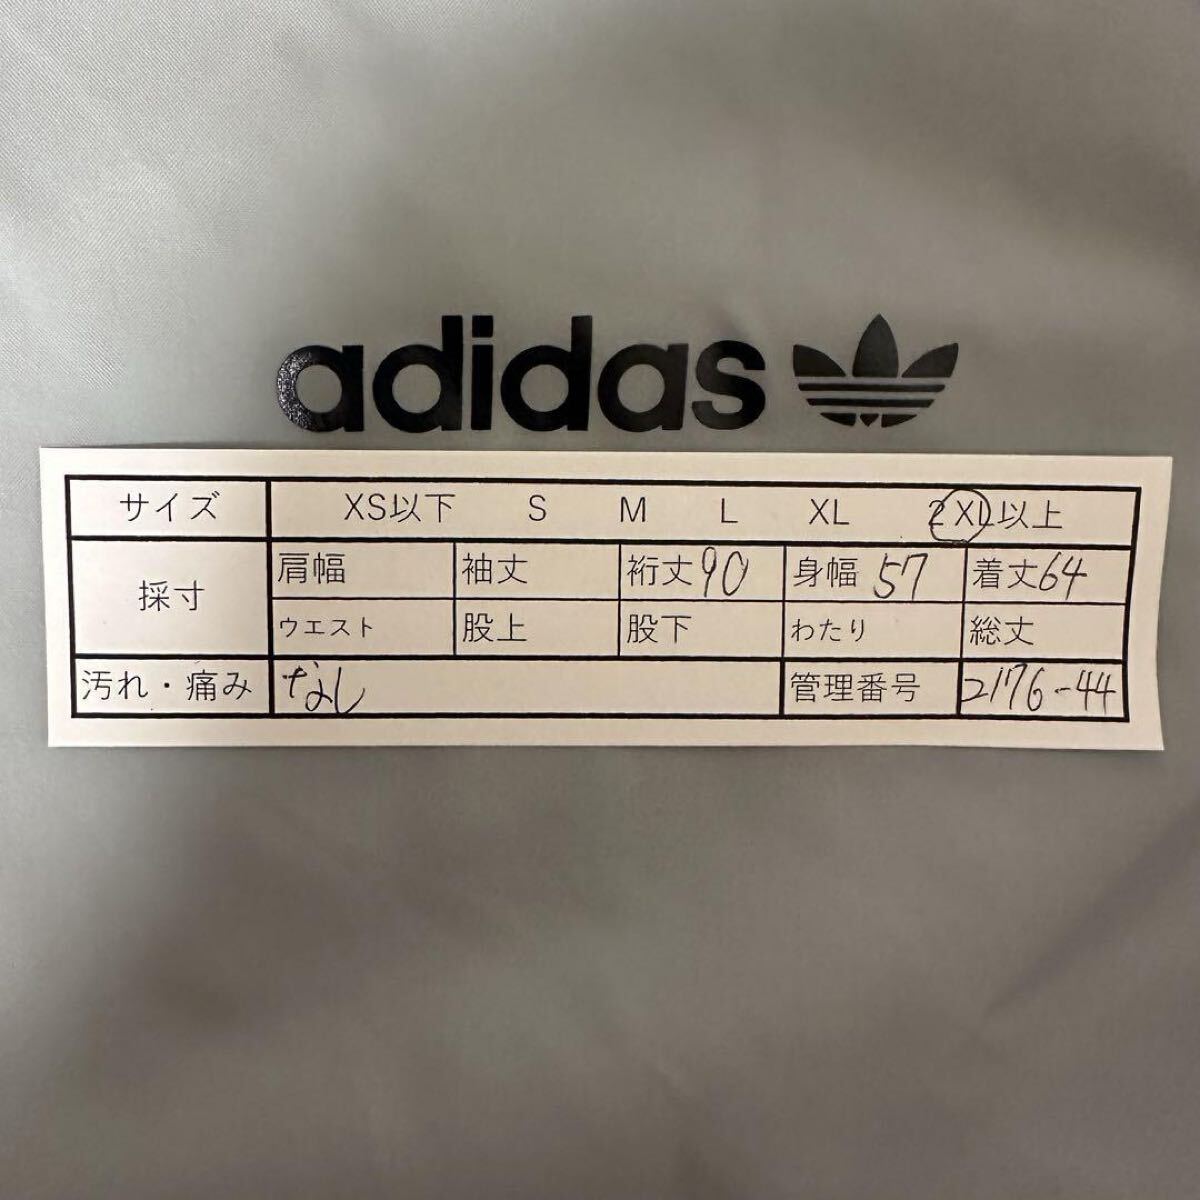 adidas
サイズ XS以下 S M L XL 2XL以上
採寸 肩幅 袖丈 裄丈90 身幅 57 着丈64
ウエスト 股上 股下 わたり 総丈
汚れ・痛み なし 管理番号 2176-44